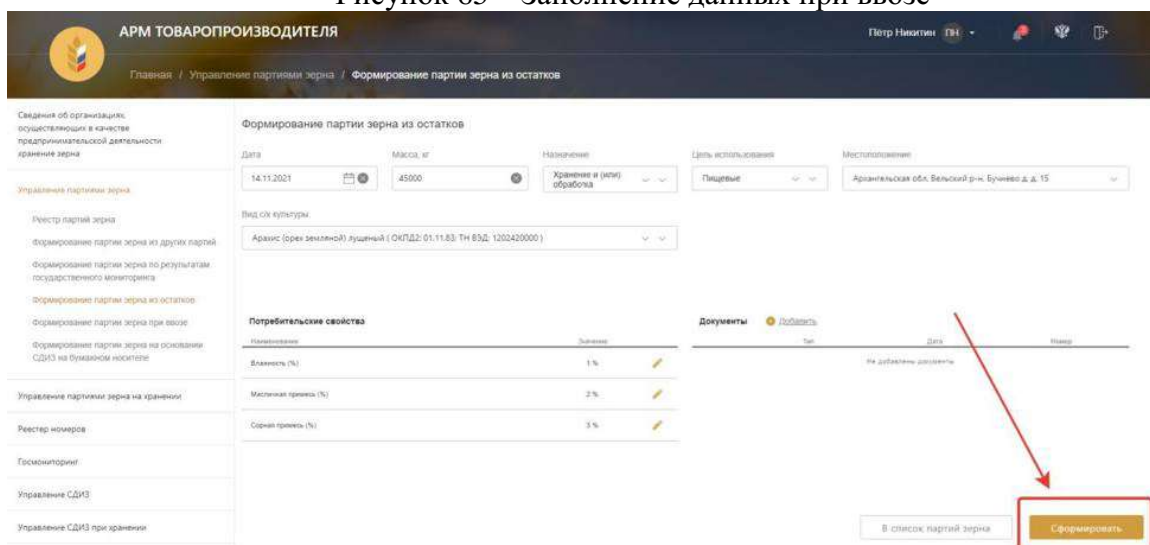 Рисунок 65 – Заполнение данных при ввозе
АРМ ТОВАРОПРОИЗВОДИТЕЛЯ
Петр Никитин ПН
Главная / Управление партиями зерна / Формирование партии зерна из остатков
Сведения об организациях,
осуществляющих в качестве
предпринимательской деятельности
хранение зерна
Управление партиями зерна
Реестр партий зерна
Формирование партии зерна из других партий
Формирование партии зерна по результатам
государственного мониторинга
Формирование партии зерна из остатков
Формирование партии зерна при ввозе
Формирование партии зерна на основании
СДИЗ на бумажном носителе
Управление партиями зерна на хранении
Реестр номеров
Госмониторинг
Управление СДИЗ
Управление СДИЗ при хранении
Формирование партии зерна из остатков
Дата Масса, кг Назначение Цель использования Местоположение
14.11.2021 45000 Хранение и (или) обработка Пищевые Архангельская обл, Вельский р-н, Бучнево д, д. 15
Вид с/х культуры
Арахис (орех земляной) лущеный ( ОКПД2: 01.11.83; ТН ВЭД: 1202420000 )
Потребительские свойства
Наименование Значение
Влажность (%) 1 %
Масличная примесь (%) 2 %
Сорная примесь (%) 3 %
Документы Добавить
Тип Дата Номер
Не добавлены документы
В список партий зерна
Сформировать